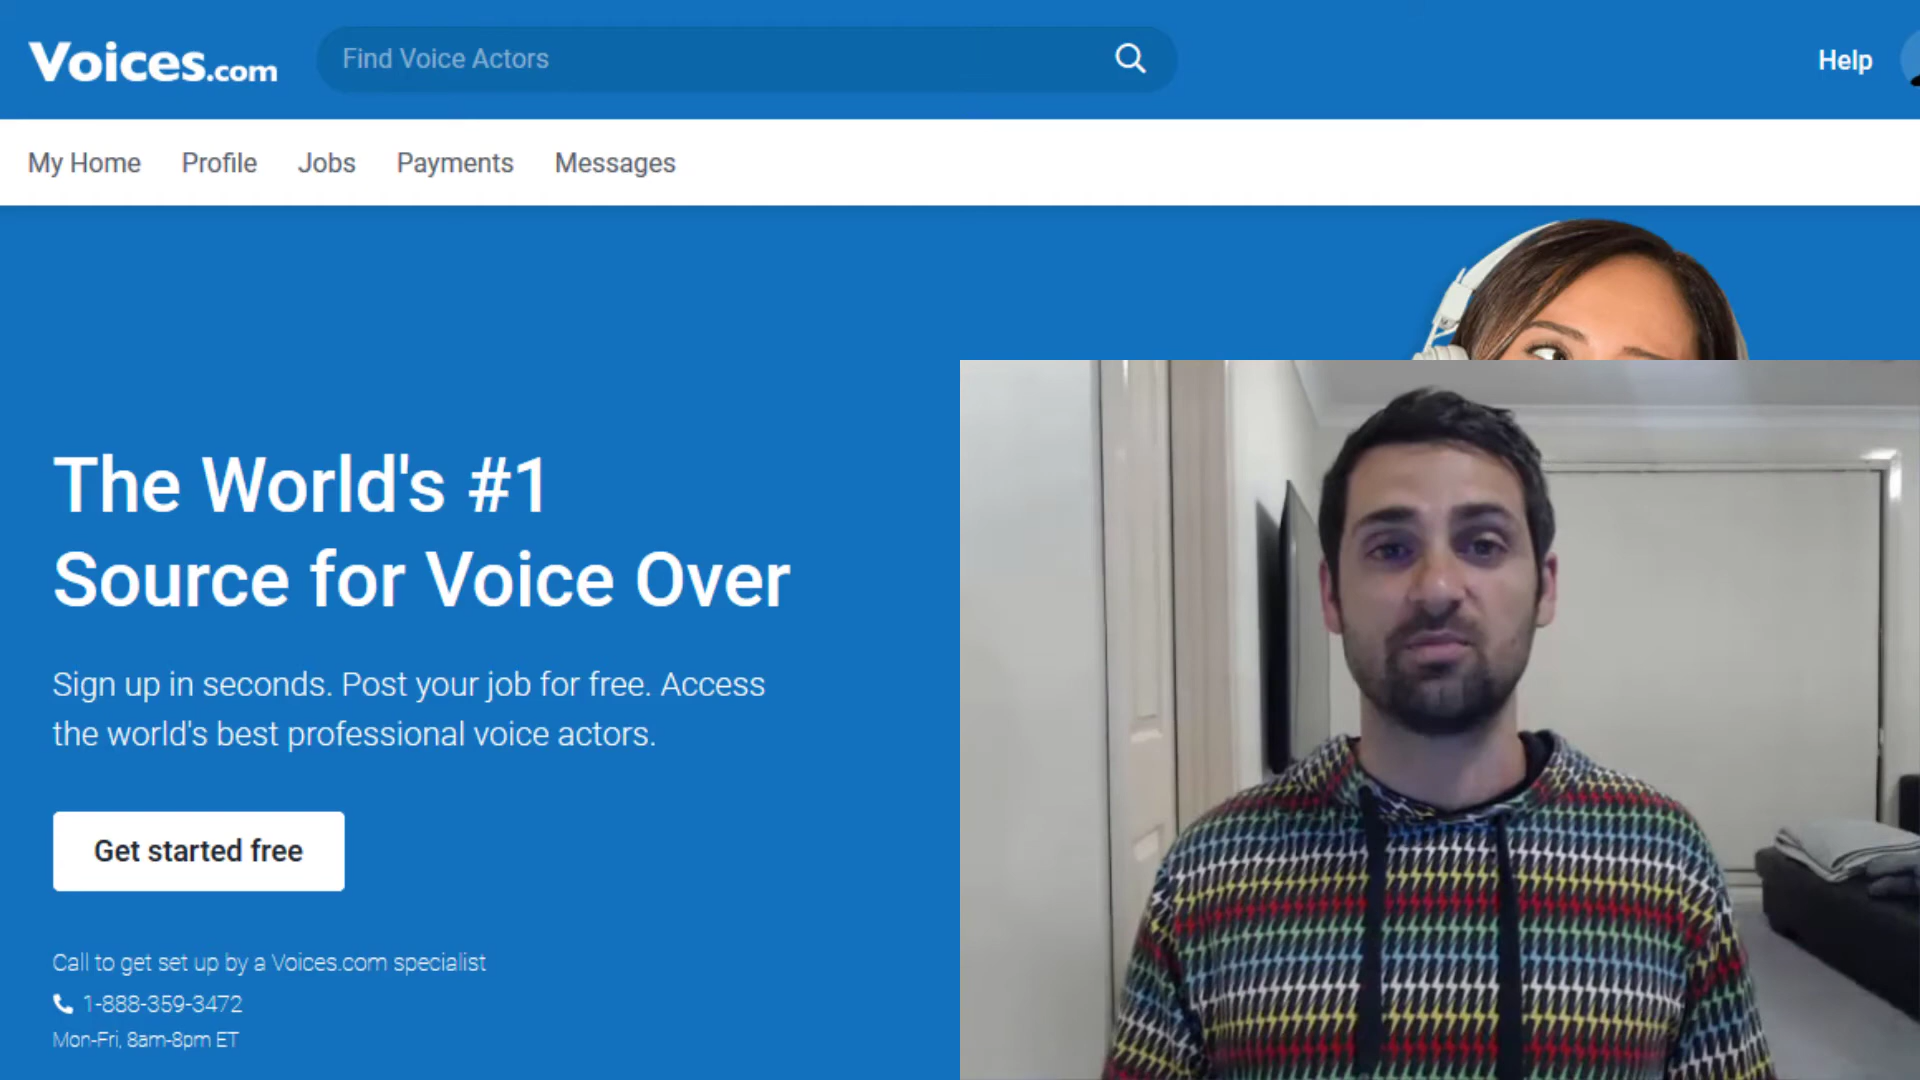 Voices.com
Find Voice Actors
Help
My Home Profile Jobs Payments Messages
The World's #1
Source for Voice Over
Sign up in seconds. Post your job for free. Access
the world's best professional voice actors.
Get started free
Call to get set up by a Voices.com specialist
1-888-359-3472
Mon-Fri, 8am-8pm ET